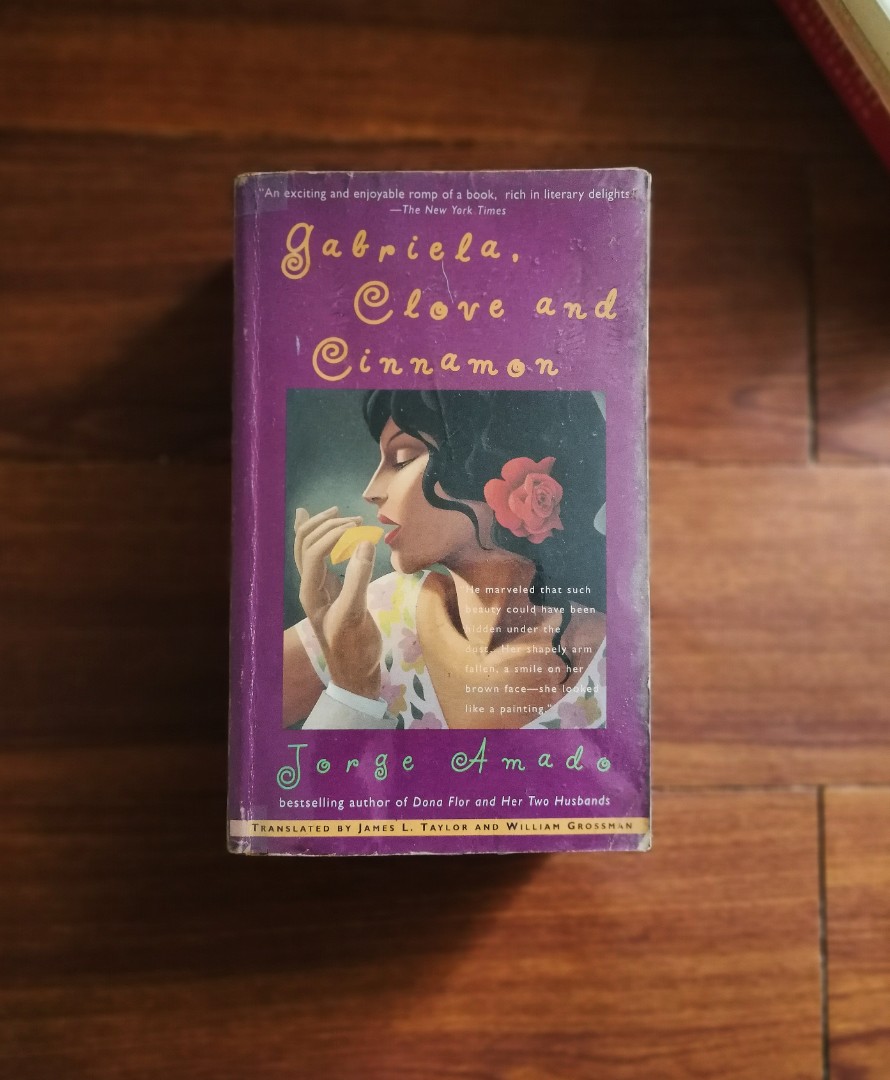 "An exciting and enjoyable romp of a book, rich in literary delights."
—The New York Times
Gabriela,
Clove and
Cinnamon
"He marveled that such
beauty could have been
hidden under the
dust... Her shapely arm
fallen, a smile on her
brown face—she looked
like a painting."
Jorge Amado
bestselling author of Dona Flor and Her Two Husbands
TRANSLATED BY JAMES L. TAYLOR AND WILLIAM GROSSMAN